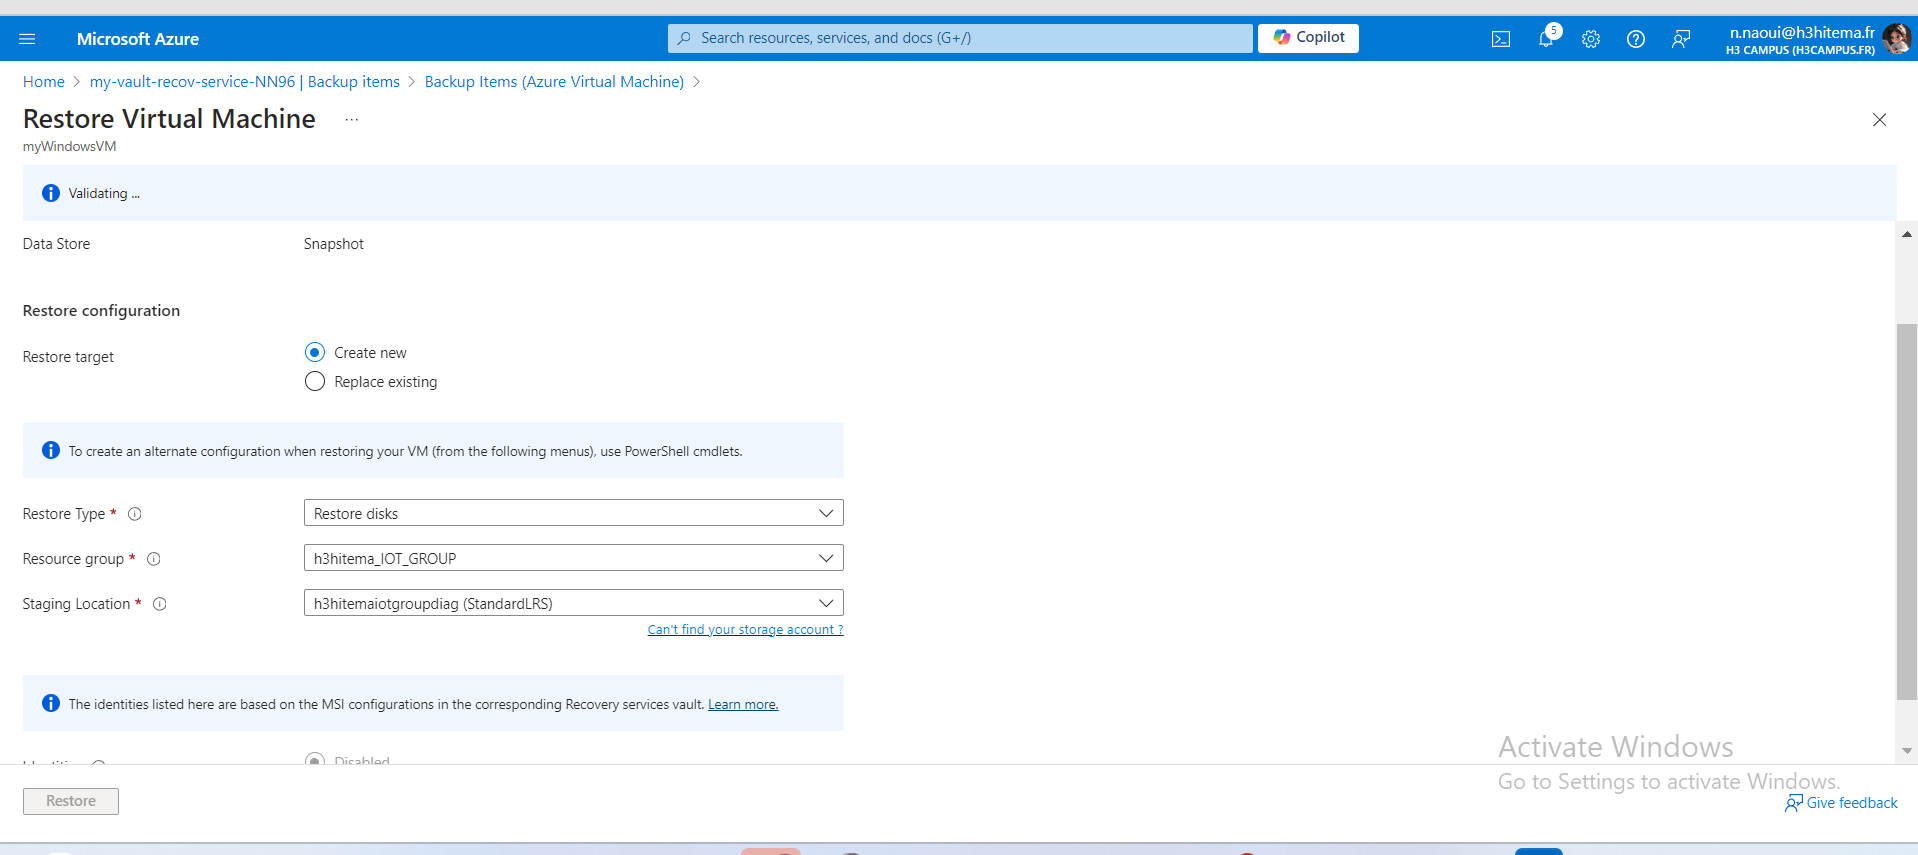 Microsoft Azure
Search resources, services, and docs (G+/)
Copilot
5
n.naoui@h3hitema.fr
H3 CAMPUS (H3CAMPUS.FR)
Home > my-vault-recov-service-NN96 | Backup items > Backup Items (Azure Virtual Machine) >
Restore Virtual Machine ...
myWindowsVM
Validating ...
Data Store Snapshot
Restore configuration
Restore target
Create new
Replace existing
To create an alternate configuration when restoring your VM (from the following menus), use PowerShell cmdlets.
Restore Type * Restore disks
Resource group * h3hitema_IOT_GROUP
Staging Location * h3hitemaiotgroupdiag (StandardLRS)
Can't find your storage account ?
The identities listed here are based on the MSI configurations in the corresponding Recovery services vault. Learn more.
Disabled
Activate Windows
Go to Settings to activate Windows.
Restore
Give feedback